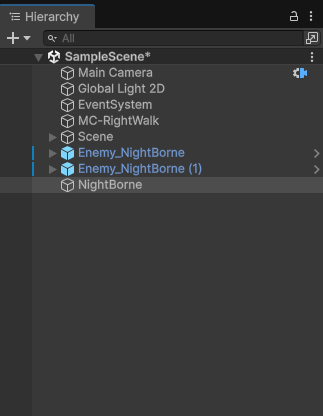 Hierarchy
All
SampleScene*
Main Camera
Global Light 2D
EventSystem
MC-RightWalk
Scene
Enemy_NightBorne
Enemy_NightBorne (1)
NightBorne